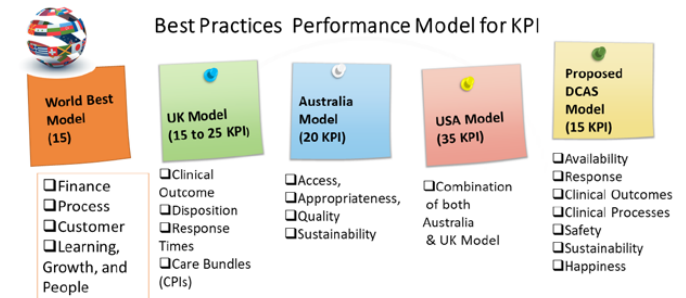 Best Practices Performance Model for KPI
World Best
Model
(15)
❑Finance
❑Process
❑Customer
❑Learning,
Growth, and
People
UK Model
(15 to 25 KPI)
❑Clinical
Outcome
❑Disposition
❑Response
Times
❑Care Bundles
(CPIs)
Australia
Model
(20 KPI)
❑Access,
❑Appropriateness,
❑Quality
❑Sustainability
USA Model
(35 KPI)
❑Combination
of both
Australia
& UK Model
Proposed
DCAS
Model
(15 KPI)
❑Availability
❑Response
❑Clinical Outcomes
❑Clinical Processes
❑Safety
❑Sustainability
❑Happiness